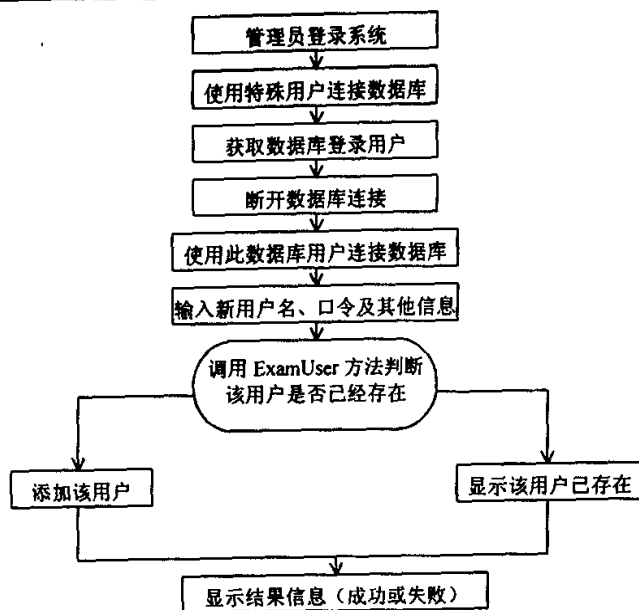 管理员登录系统
使用特殊用户连接数据库
获取数据库登录用户
断开数据库连接
使用此数据库用户连接数据库
输入新用户名、口令及其他信息
调用 ExamUser 方法判断
该用户是否己经存在
添加该用户
显示该用户己存在
显示结果信息（成功或失败）